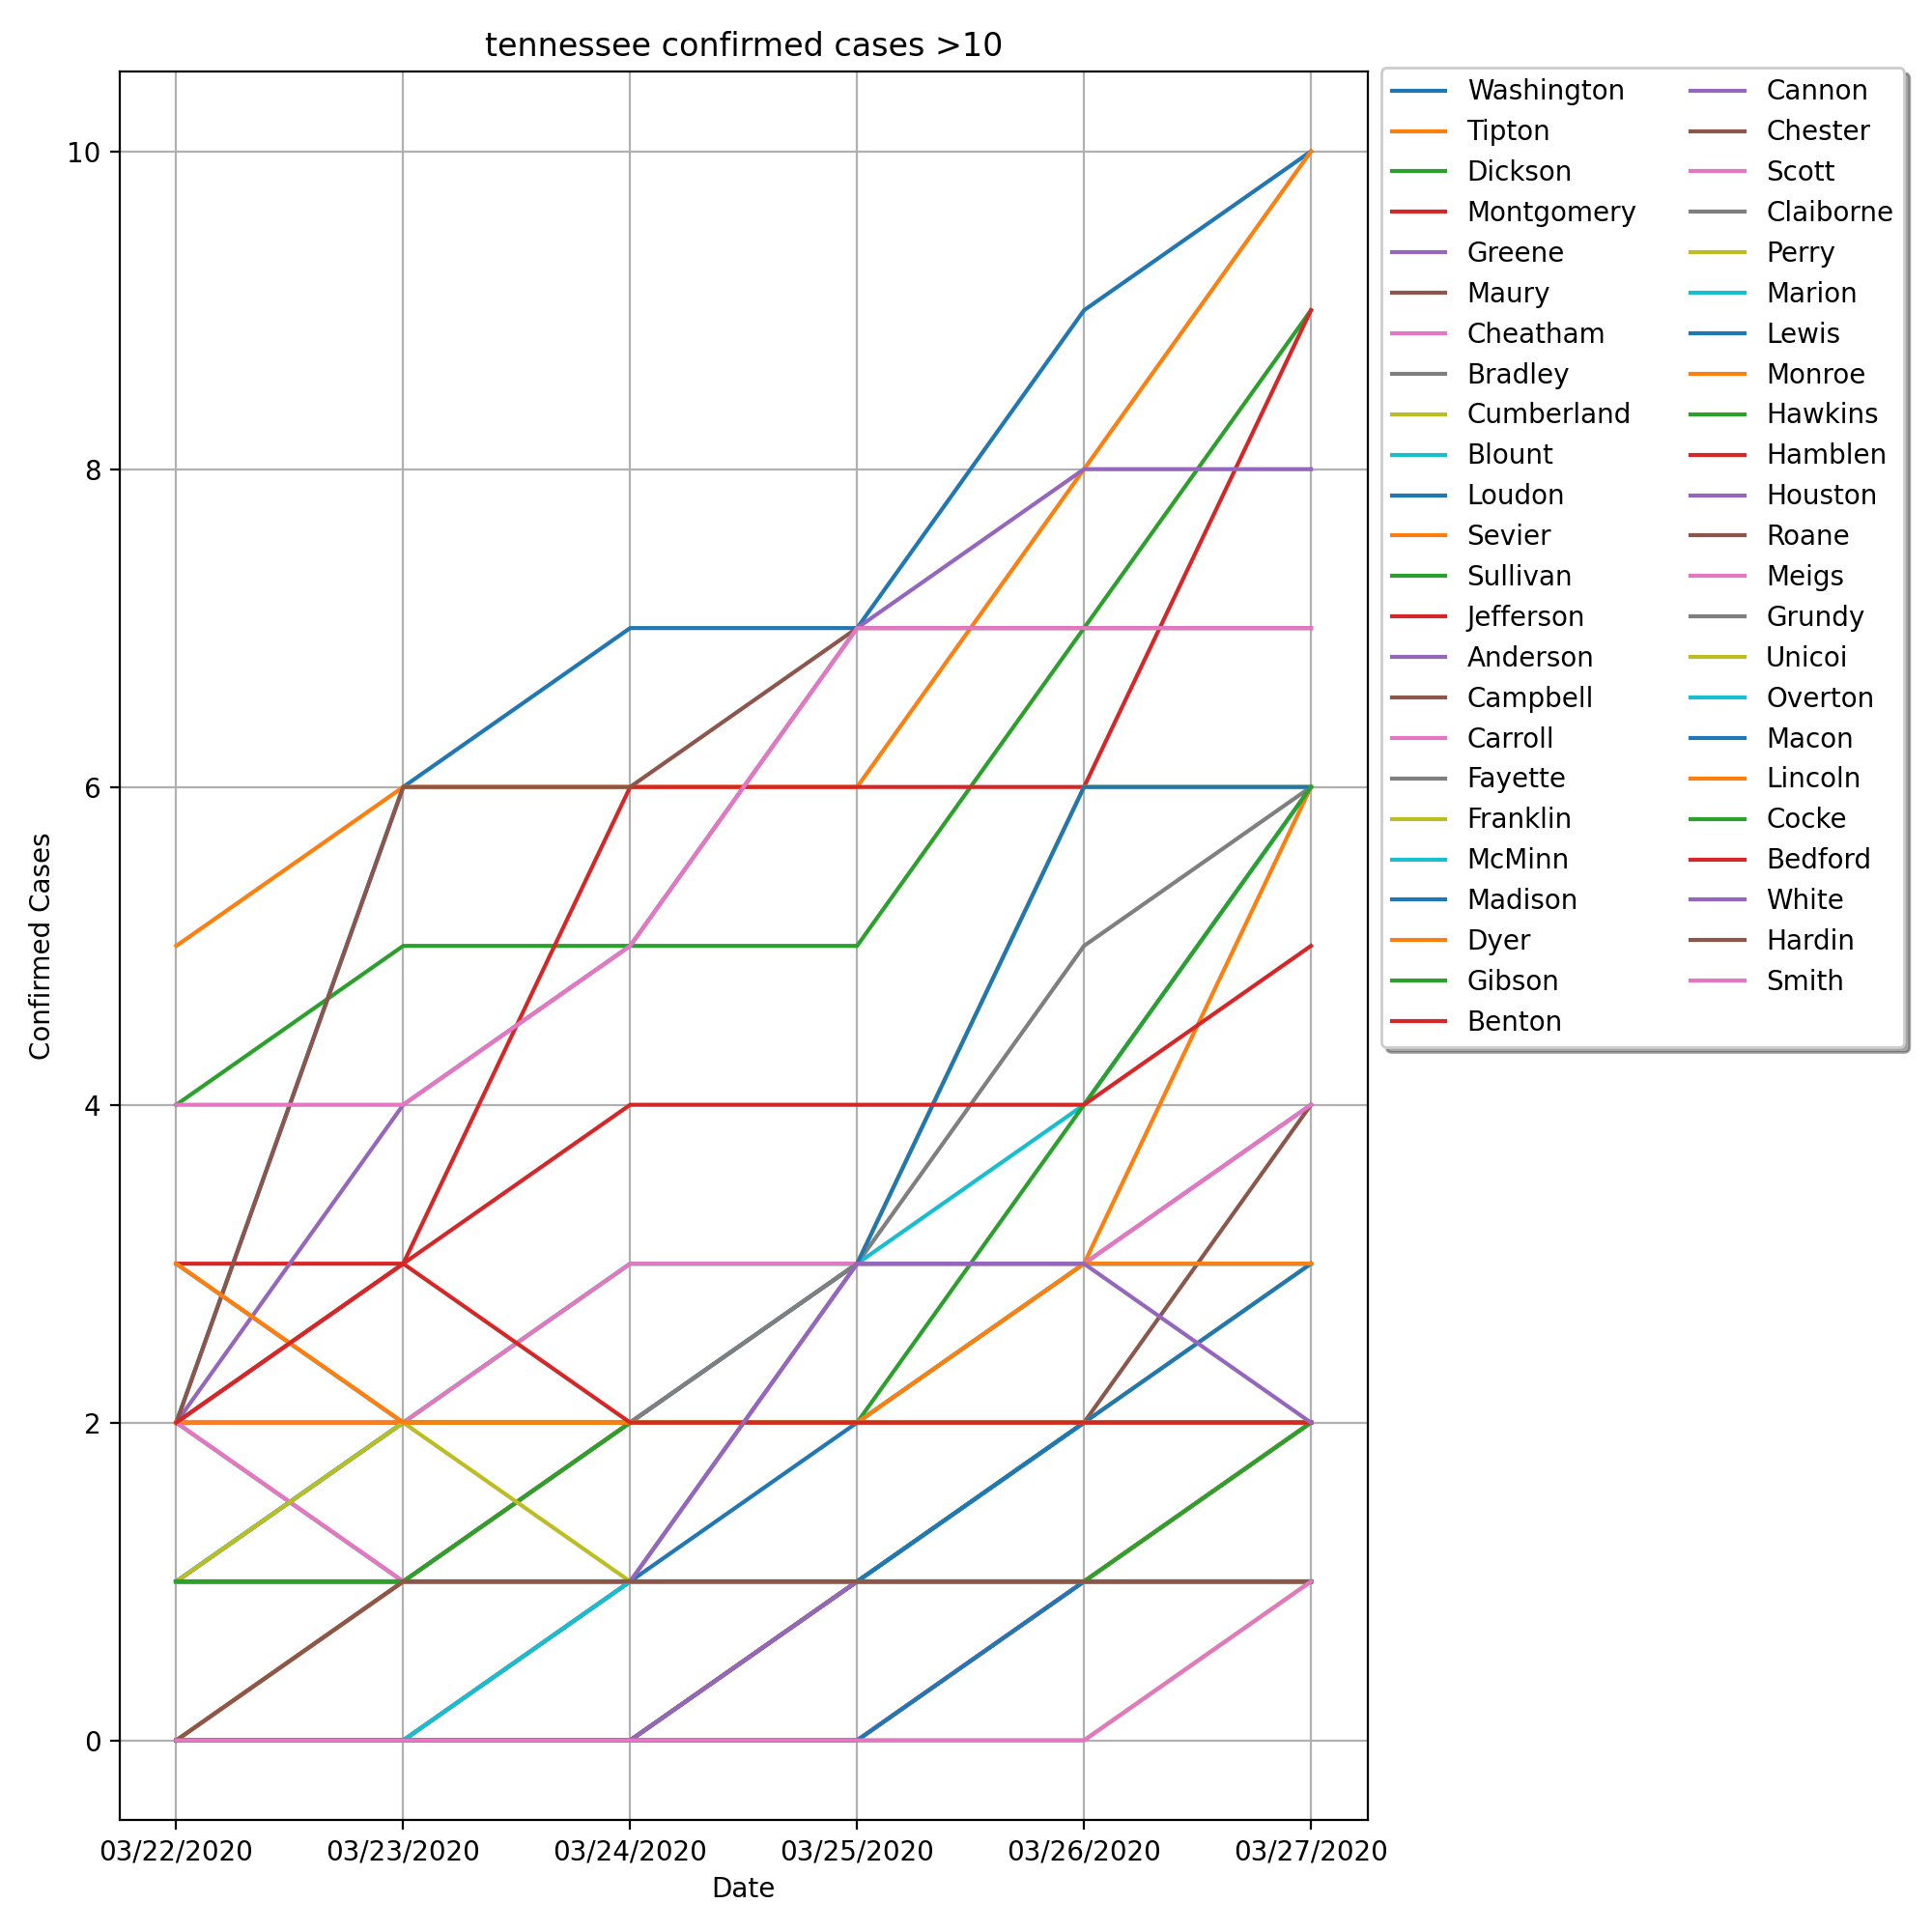 tennessee confirmed cases >10
10
8
6
4
2
0
Confirmed Cases
03/22/2020
03/23/2020
03/24/2020
03/25/2020
03/26/2020
03/27/2020
Date
Washington
Tipton
Dickson
Montgomery
Greene
Maury
Cheatham
Bradley
Cumberland
Blount
Loudon
Sevier
Sullivan
Jefferson
Anderson
Campbell
Carroll
Fayette
Franklin
McMinn
Madison
Dyer
Gibson
Benton
Cannon
Chester
Scott
Claiborne
Perry
Marion
Lewis
Monroe
Hawkins
Hamblen
Houston
Roane
Meigs
Grundy
Unicoi
Overton
Macon
Lincoln
Cocke
Bedford
White
Hardin
Smith